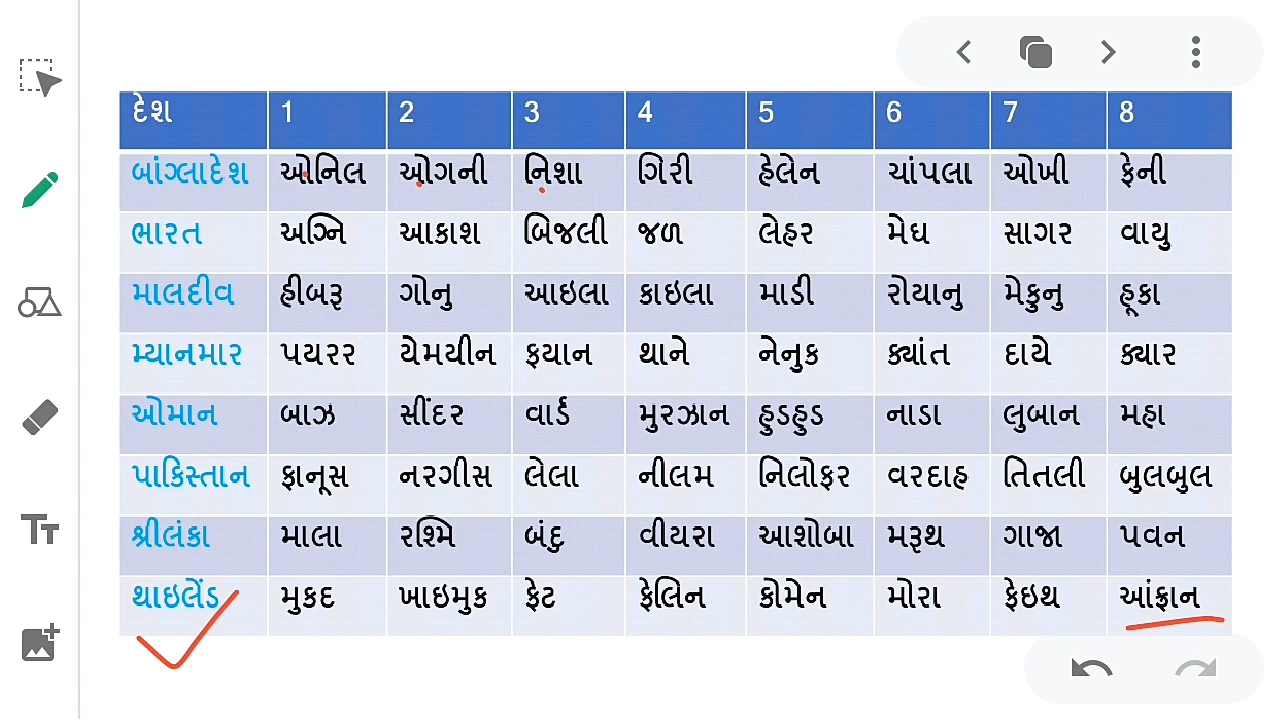 દેશ 1 2 3 4 5 6 7 8
બાંગ્લાદેશ ઓનિલ ઓગની નિશા ગિરી હેલેન ચાંપલા ઓખી ફેની
ભારત અગ્નિ આકાશ બિજલી જળ લેહર મેઘ સાગર વાયુ
માલદીવ હીબરૂ ગોનુ આઇલા કાઇલા માડી રોયાનુ મેકુનુ હૂકા
મ્યાનમાર પયરર યેમયીન ફયાન થાને નેનુક ક્યાંત દાયે ક્યાર
ઓમાન બાઝ સીંદર વાર્ડ મુરઝાન હુડહુડ નાડા લુબાન મહા
પાકિસ્તાન ફાનૂસ નરગીસ લેલા નીલમ નિલોફર વરદાહ તિતલી બુલબુલ
શ્રીલંકા માલા રશ્મિ બંદુ વીયરા આશોબા મરૂથ ગાજા પવન
થાઇલેંડ મુકદ ખાઇમુક ફેટ ફેલિન કોમેન મોરા ફેઇથ આંફાન